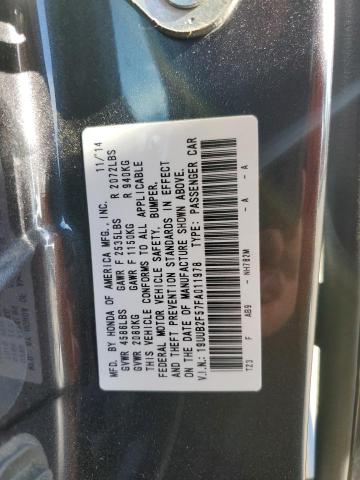 MFD. BY HONDA OF AMERICA MFG., INC. 11/'14
GVWR 4586LBS GAWR F 2535LBS R 2072LBS
GVWR 2080KG GAWR F 1150KG R 940KG
THIS VEHICLE CONFORMS TO ALL APPLICABLE
FEDERAL MOTOR VEHICLE SAFETY, BUMPER,
AND THEFT PREVENTION STANDARDS IN EFFECT
ON THE DATE OF MANUFACTURE SHOWN ABOVE.
V.I.N.: 19UUB2F57FA011978 TYPE: PASSENGER CAR
TZ3 F AB9 - NH782M - A - A